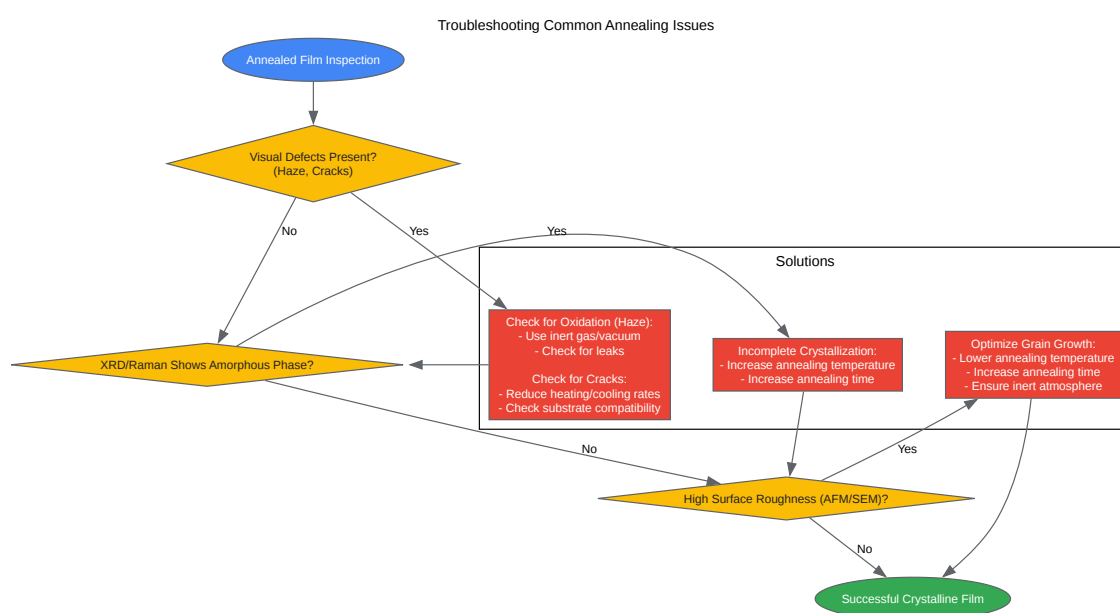 Troubleshooting Common Annealing Issues
Annealed Film Inspection
Visual Defects Present?
(Haze, Cracks)
No
Yes
Yes
Solutions
Check for Oxidation (Haze):
- Use inert gas/vacuum
- Check for leaks
Check for Cracks:
- Reduce heating/cooling rates
- Check substrate compatibility
Incomplete Crystallization:
- Increase annealing temperature
- Increase annealing time
Optimize Grain Growth:
- Lower annealing temperature
- Increase annealing time
- Ensure inert atmosphere
XRD/Raman Shows Amorphous Phase?
No
Yes
High Surface Roughness (AFM/SEM)?
No
Successful Crystalline Film